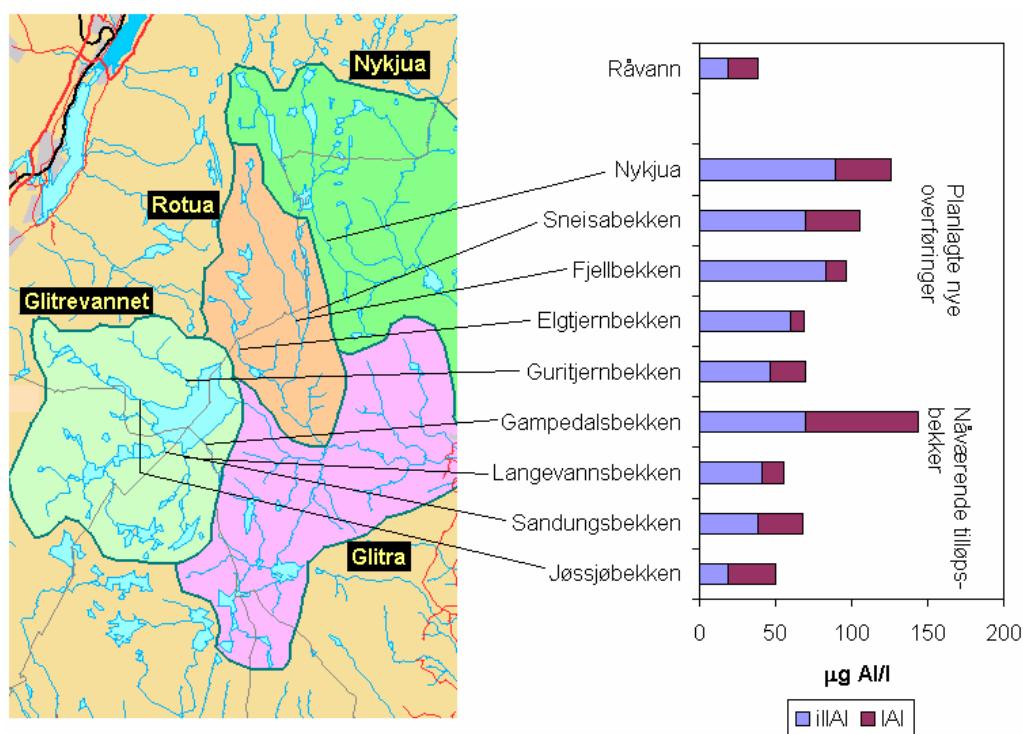 Nykjua
Rotua
Glitrevannet
Glitra
Råvann
Nykjua
Sneisabekken
Fjellbekken
Elgtjernbekken
Guritjernbekken
Gampedalsbekken
Langevannsbekken
Sandungsbekken
Jøssjøbekken
Planlagte nye
overføringer
Nåværende tilløps-
bekker
0 50 100 150 200
µg Al/l
illAl lAl